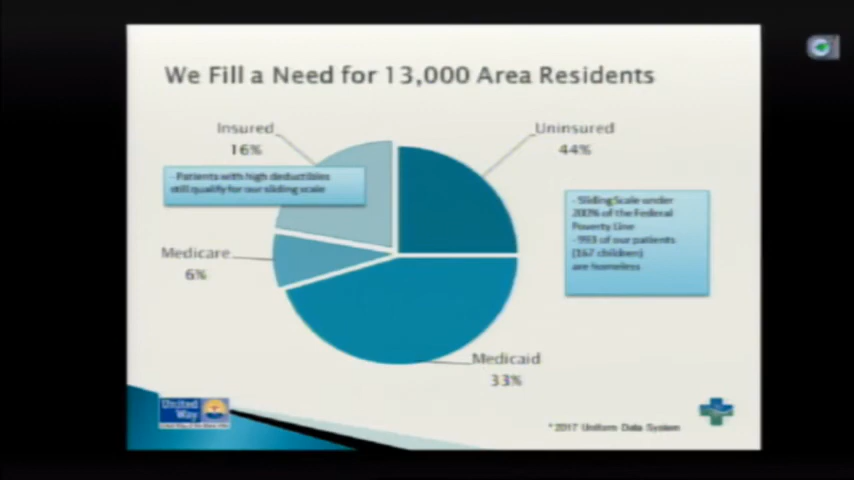 We Fill a Need for 13,000 Area Residents
Insured
16%
Uninsured
44%
- Patients with high deductibles
still qualify for our sliding scale
- Sliding Scale under
200% of the Federal
Poverty Line
- 993 of our patients
(167 children)
are homeless
Medicare
6%
Medicaid
33%
United
Way
* 2017 Uniform Data System